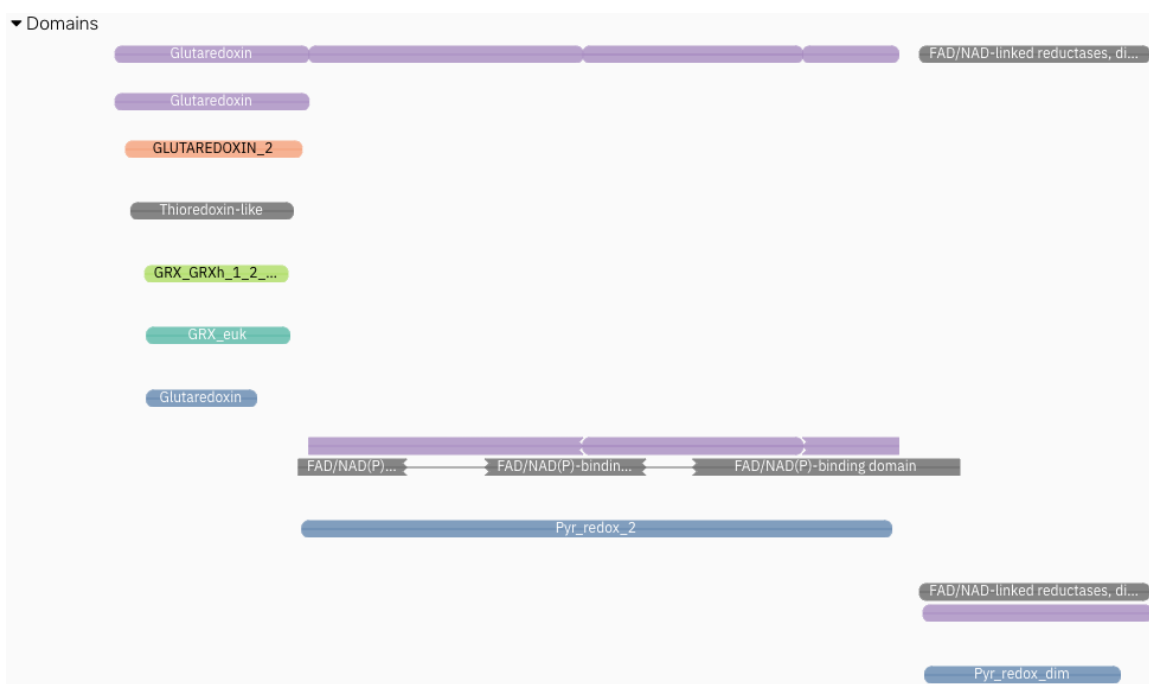 Domains
Glutaredoxin
FAD/NAD-linked reductases, di...
Glutaredoxin
GLUTAREDOXIN_2
Thioredoxin-like
GRX_GRXh_1_2_...
GRX_euk
Glutaredoxin
FAD/NAD(P)...
FAD/NAD(P)-bindin...
FAD/NAD(P)-binding domain
Pyr_redox_2
FAD/NAD-linked reductases, di...
Pyr_redox_dim